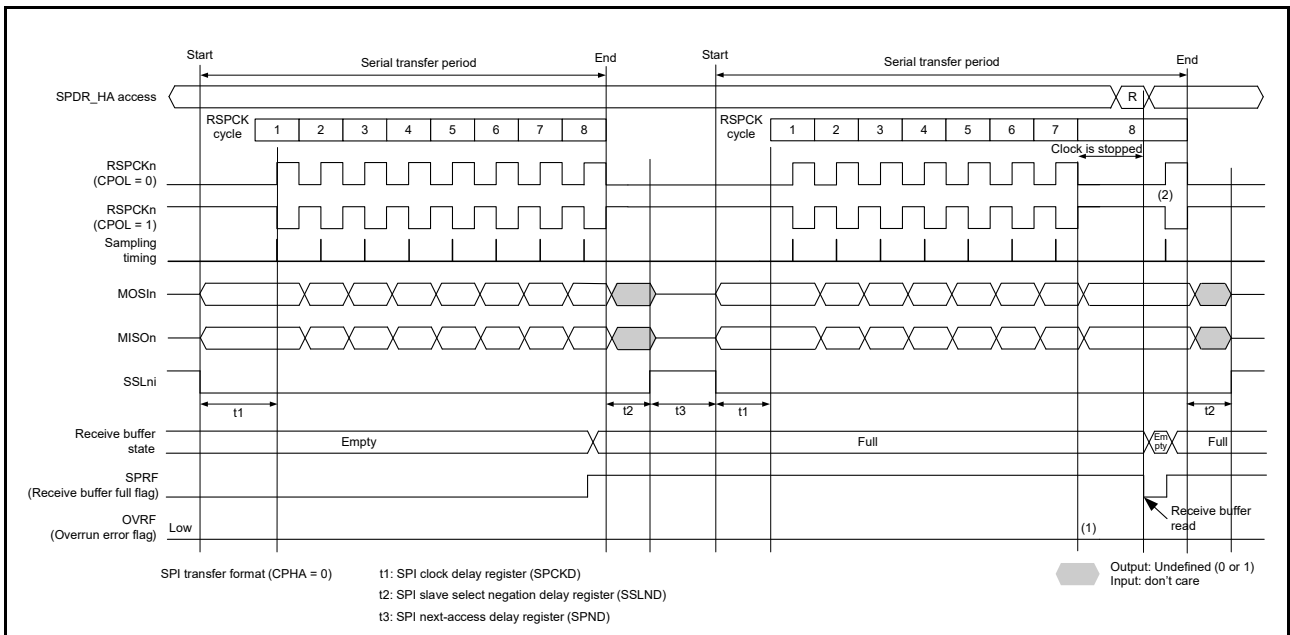 Start
Serial transfer period
End
Start
Serial transfer period
End
SPDR_HA access
R
RSPCK
cycle
1 2 3 4 5 6 7 8
RSPCK
cycle
1 2 3 4 5 6 7 8
Clock is stopped
RSPCKn
(CPOL = 0)
(2)
RSPCKn
(CPOL = 1)
Sampling
timing
MOSIn
MISOn
SSLni
t1
t2
t3
t1
t2
Receive buffer
state
Empty
Full
Em
pty
Full
SPRF
(Receive buffer full flag)
Receive buffer
read
OVRF
(Overrun error flag)
Low
(1)
SPI transfer format (CPHA = 0)
t1: SPI clock delay register (SPCKD)
t2: SPI slave select negation delay register (SSLND)
t3: SPI next-access delay register (SPND)
Output: Undefined (0 or 1)
Input: don't care